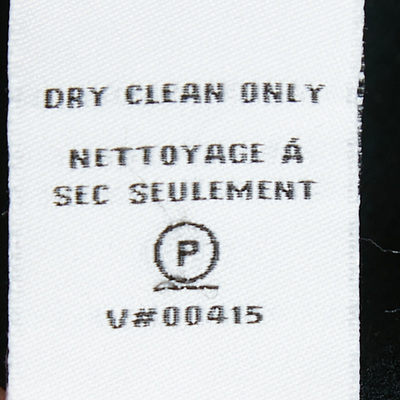 DRY CLEAN ONLY
NETTOYAGE Á
SEC SEULEMENT
P
V#00415